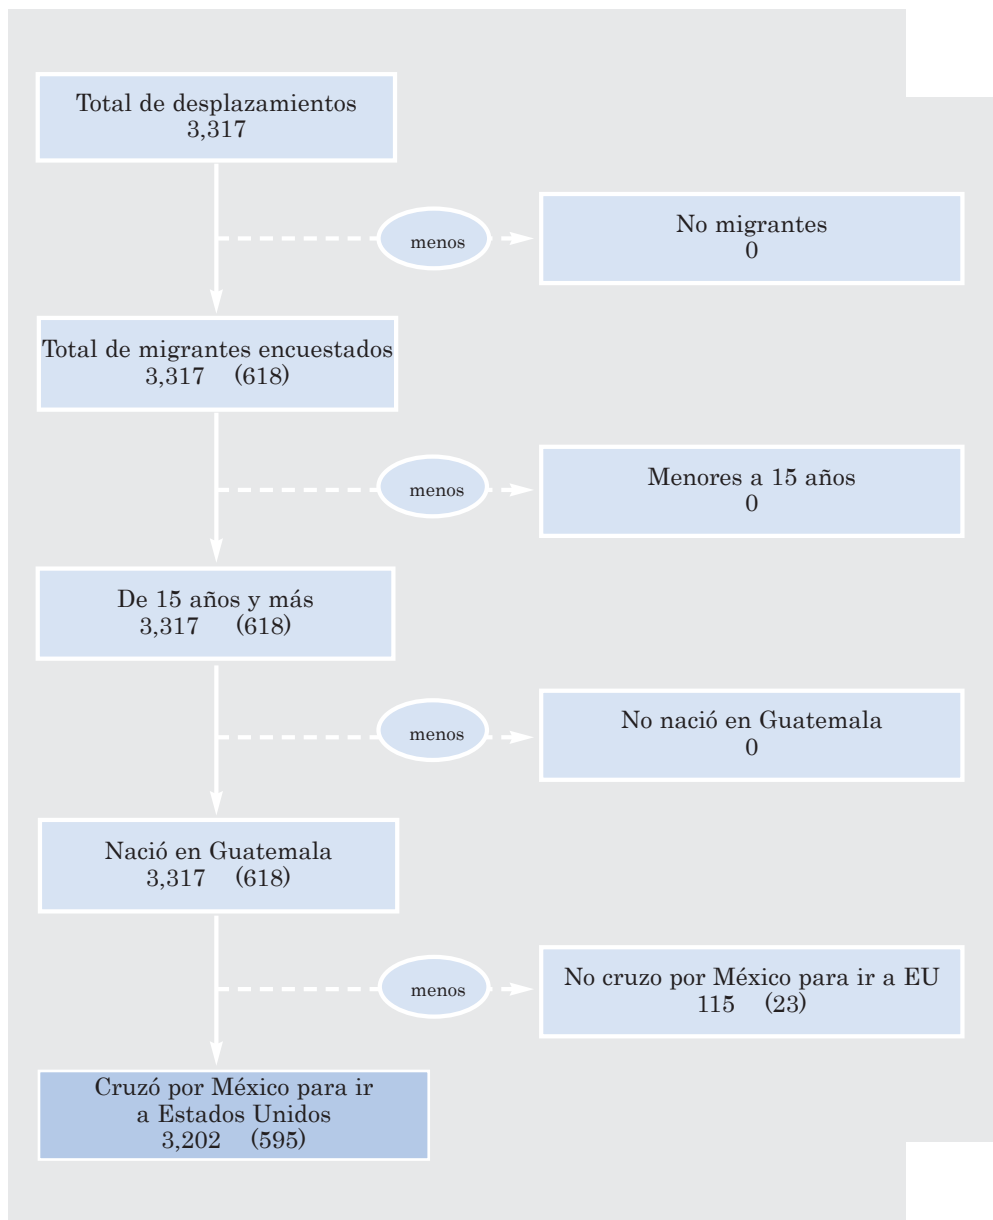 Total de desplazamientos
3,317
menos
No migrantes
0
Total de migrantes encuestados
3,317 (618)
menos
Menores a 15 años
0
De 15 años y más
3,317 (618)
menos
No nació en Guatemala
0
Nació en Guatemala
3,317 (618)
menos
No cruzo por México para ir a EU
115 (23)
Cruzó por México para ir
a Estados Unidos
3,202 (595)